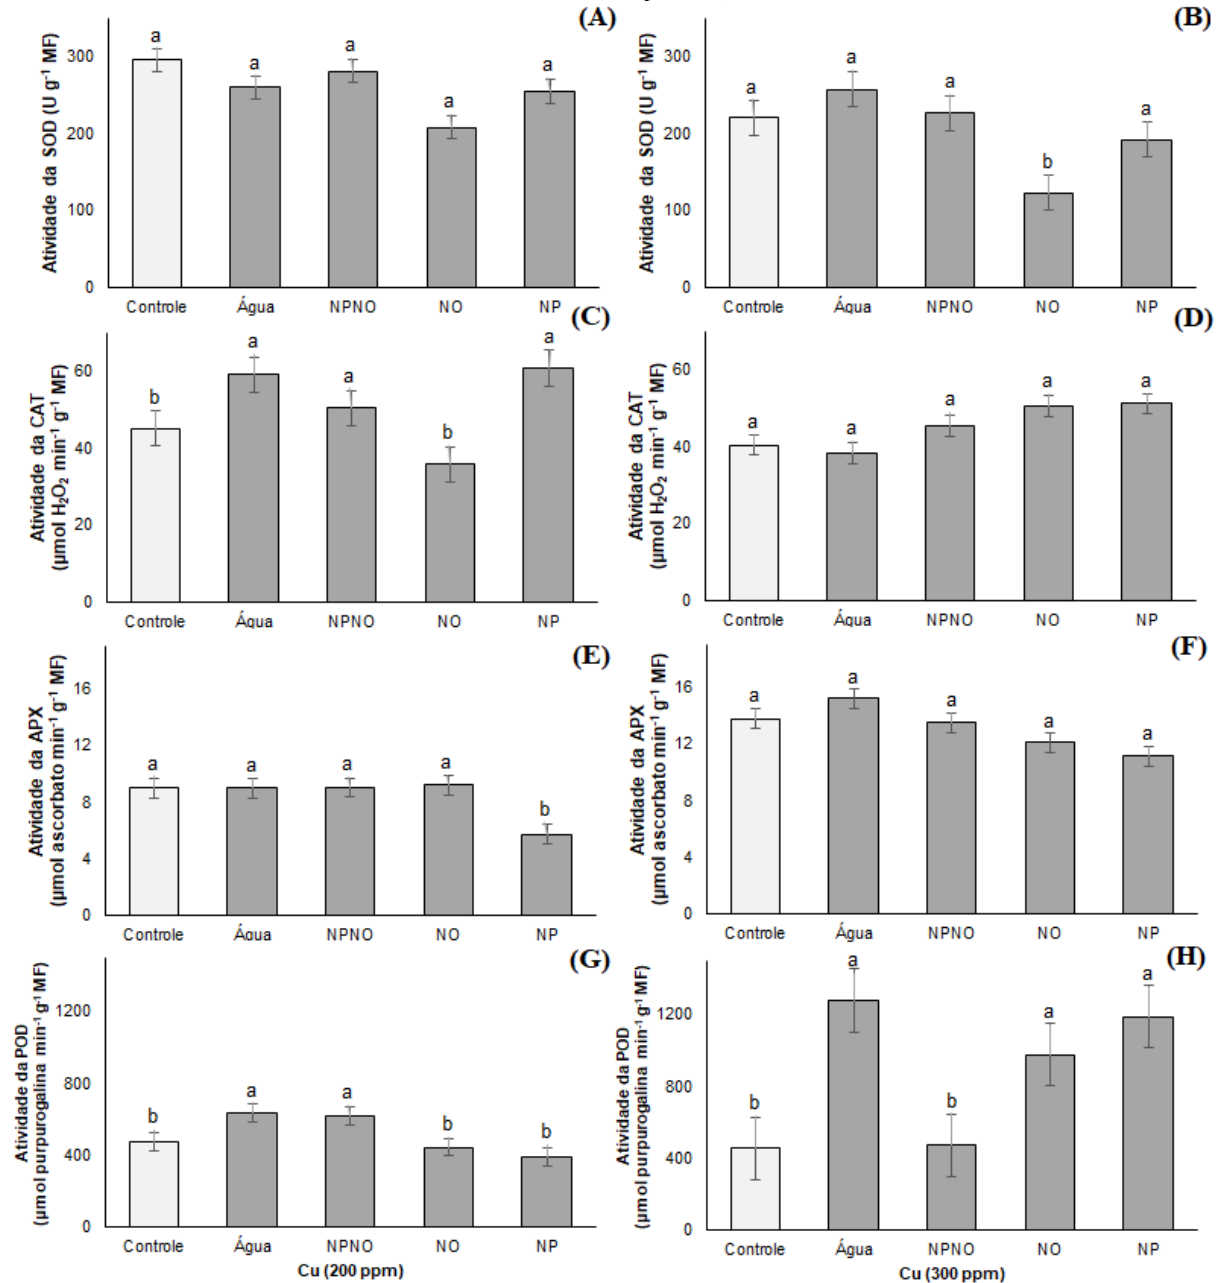 (A)
Atividade da SOD (U g⁻¹ MF)
300
200
100
0
a
a
a
a
a
Controle Água NPNO NO NP
(B)
Atividade da SOD (U g⁻¹ MF)
300
200
100
0
a
a
a
b
a
Controle Água NPNO NO NP
(C)
Atividade da CAT
(µmol H₂O₂ min⁻¹ g⁻¹ MF)
60
40
20
0
b
a
a
b
a
Controle Água NPNO NO NP
(D)
Atividade da CAT
(µmol H₂O₂ min⁻¹ g⁻¹ MF)
60
40
20
0
a
a
a
a
a
Controle Água NPNO NO NP
(E)
Atividade da APX
(µmol ascorbato min⁻¹ g⁻¹ MF)
16
12
8
4
0
a
a
a
a
b
Controle Água NPNO NO NP
(F)
Atividade da APX
(µmol ascorbato min⁻¹ g⁻¹ MF)
16
12
8
4
0
a
a
a
a
a
Controle Água NPNO NO NP
(G)
Atividade da POD
(µmol purpurogalina min⁻¹ g⁻¹ MF)
1200
800
400
0
b
a
a
b
b
Controle Água NPNO NO NP
Cu (200 ppm)
(H)
Atividade da POD
(µmol purpurogalina min⁻¹ g⁻¹ MF)
1200
800
400
0
b
a
b
a
a
Controle Água NPNO NO NP
Cu (300 ppm)